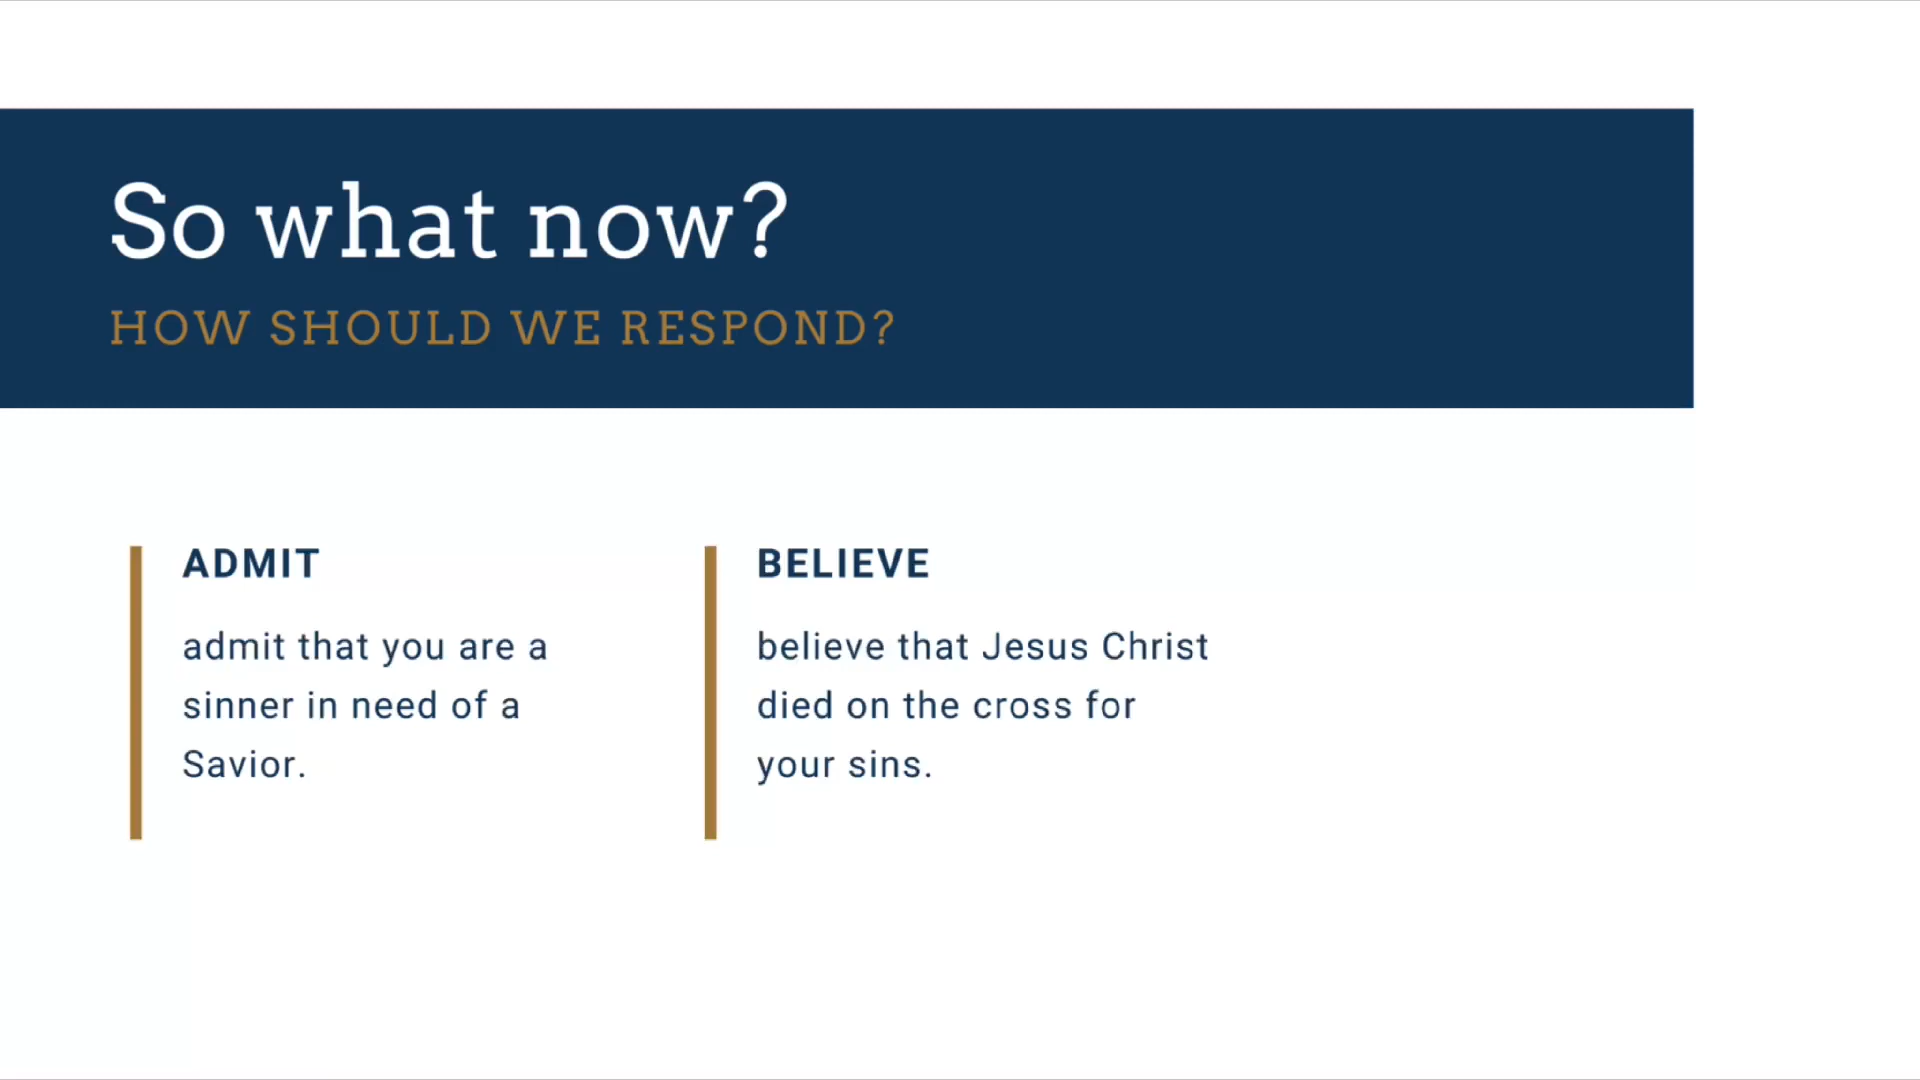 So what now?
HOW SHOULD WE RESPOND?
ADMIT
admit that you are a
sinner in need of a
Savior.
BELIEVE
believe that Jesus Christ
died on the cross for
your sins.